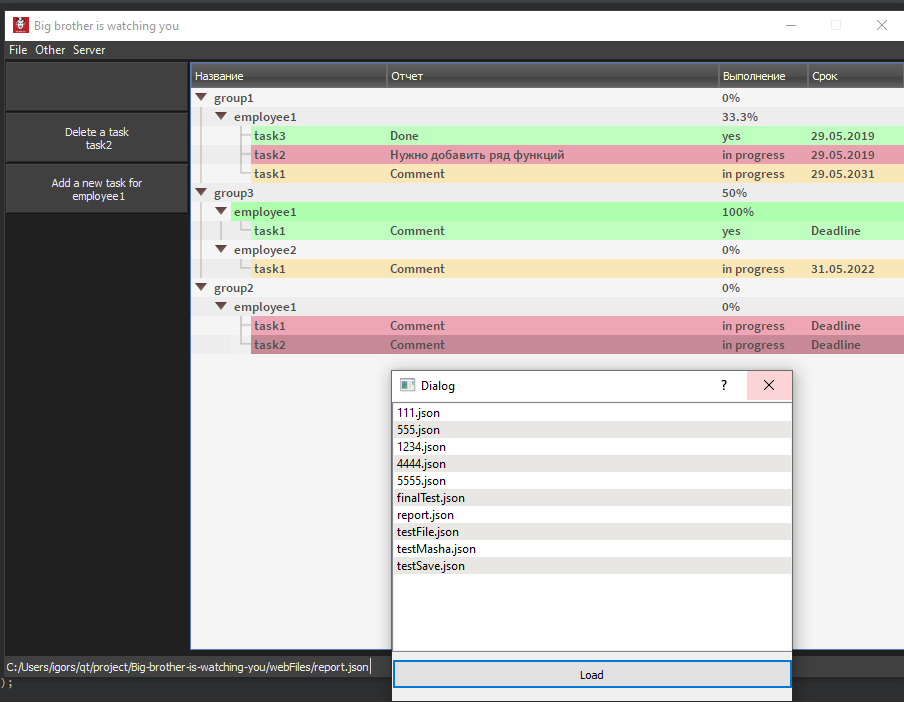 Big brother is watching you
File Other Server
Название Отчет Выполнение Срок
Delete a task
task2
Add a new task for
employee1
group1 0%
employee1 33.3%
task3 Done yes 29.05.2019
task2 Нужно добавить ряд функций in progress 29.05.2019
task1 Comment in progress 29.05.2031
group3 50%
employee1 100%
task1 Comment yes Deadline
employee2 0%
task1 Comment in progress 31.05.2022
group2 0%
employee1 0%
task1 Comment in progress Deadline
task2 Comment in progress Deadline
Dialog ?
111.json
555.json
1234.json
4444.json
5555.json
finalTest.json
report.json
testFile.json
testMasha.json
testSave.json
Load
C:/Users/igors/qt/project/Big-brother-is-watching-you/webFiles/report.json
);